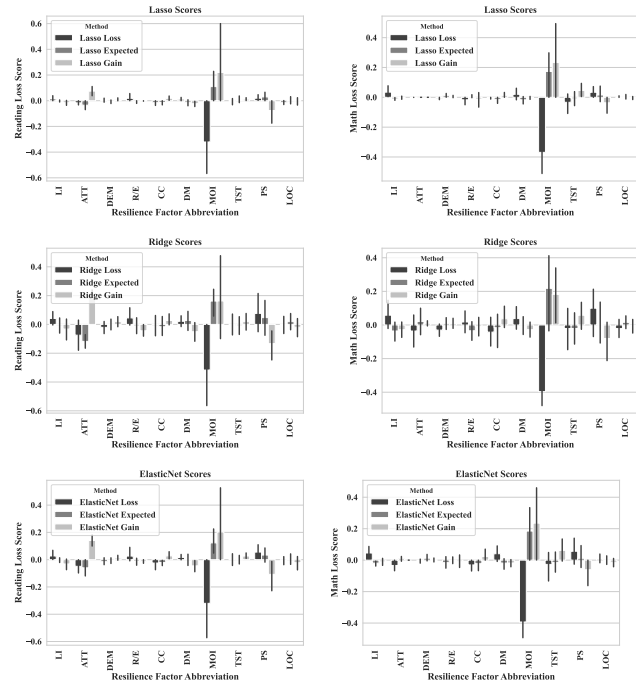 Lasso Scores
Reading Loss Score
0.6
0.4
0.2
0.0
−0.2
−0.4
−0.6
Method
Lasso Loss
Lasso Expected
Lasso Gain
LI
ATT
DEM
R/E
CC
DM
MOI
TST
PS
LOC
Resilience Factor Abbreviation
Lasso Scores
Math Loss Score
0.4
0.2
0.0
−0.2
−0.4
Method
Lasso Loss
Lasso Expected
Lasso Gain
LI
ATT
DEM
R/E
CC
DM
MOI
TST
PS
LOC
Resilience Factor Abbreviation
Ridge Scores
Reading Loss Score
0.4
0.2
0.0
−0.2
−0.4
−0.6
Method
Ridge Loss
Ridge Expected
Ridge Gain
LI
ATT
DEM
R/E
CC
DM
MOI
TST
PS
LOC
Resilience Factor Abbreviation
Ridge Scores
Math Loss Score
0.4
0.2
0.0
−0.2
−0.4
Method
Ridge Loss
Ridge Expected
Ridge Gain
LI
ATT
DEM
R/E
CC
DM
MOI
TST
PS
LOC
Resilience Factor Abbreviation
ElasticNet Scores
Reading Loss Score
0.4
0.2
0.0
−0.2
−0.4
−0.6
Method
ElasticNet Loss
ElasticNet Expected
ElasticNet Gain
LI
ATT
DEM
R/E
CC
DM
MOI
TST
PS
LOC
Resilience Factor Abbreviation
ElasticNet Scores
Math Loss Score
0.4
0.2
0.0
−0.2
−0.4
Method
ElasticNet Loss
ElasticNet Expected
ElasticNet Gain
LI
ATT
DEM
R/E
CC
DM
MOI
TST
PS
LOC
Resilience Factor Abbreviation